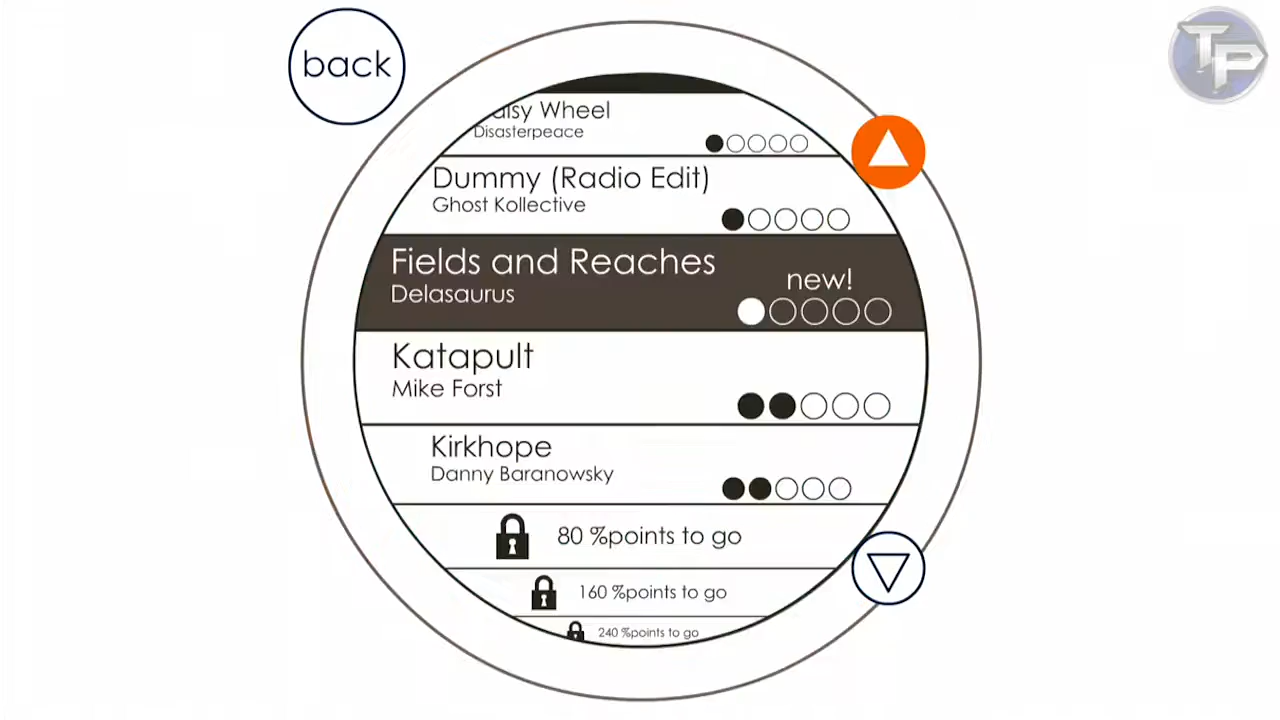 back
TP
Disasterpeace
Wheel
Dummy (Radio Edit)
Ghost Kollective
Fields and Reaches
new!
Delasaurus
Katapult
Mike Forst
Kirkhope
Danny Baranowsky
80 %points to go
160 %points to go
240 %points to go